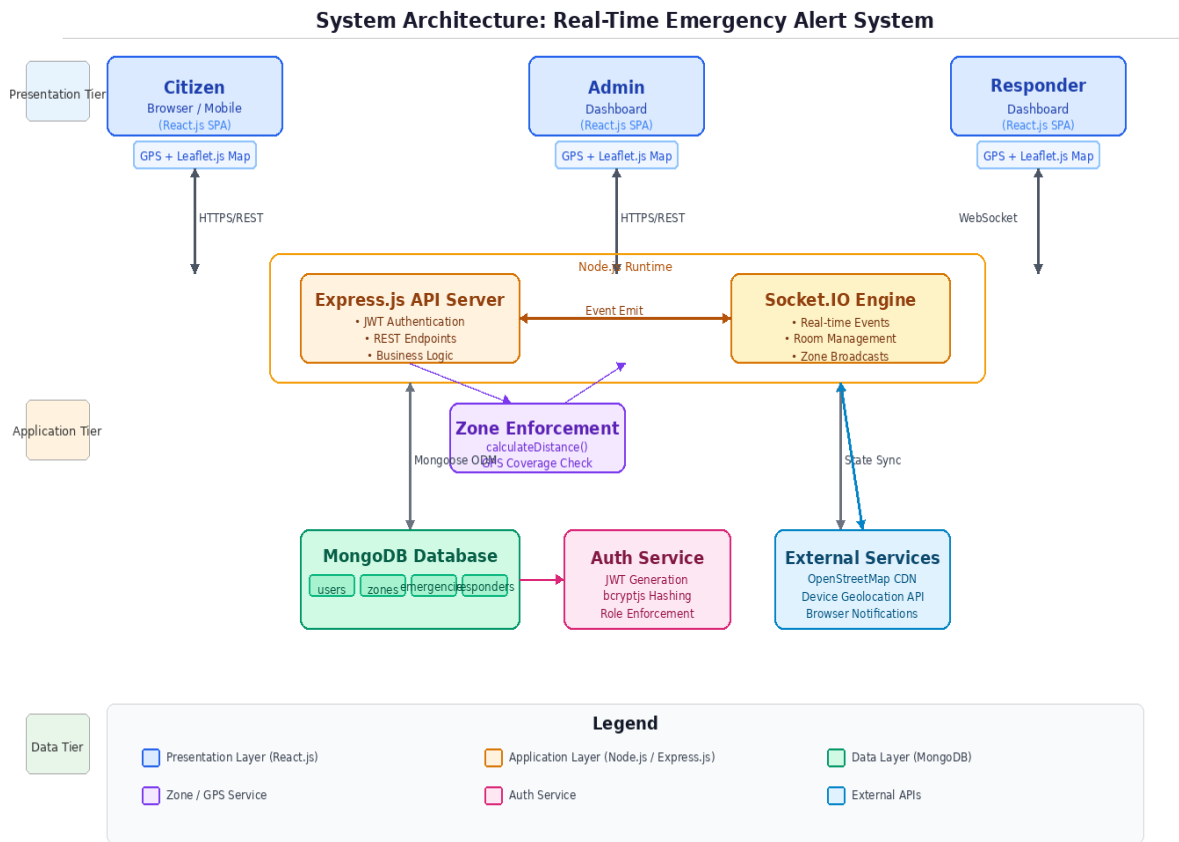 System Architecture: Real-Time Emergency Alert System
Presentation Tier
Citizen
Browser / Mobile
(React.js SPA)
GPS + Leaflet.js Map
Admin
Dashboard
(React.js SPA)
GPS + Leaflet.js Map
Responder
Dashboard
(React.js SPA)
GPS + Leaflet.js Map
HTTPS/REST
HTTPS/REST
WebSocket
Node.js Runtime
Express.js API Server
• JWT Authentication
• REST Endpoints
• Business Logic
Event Emit
Socket.IO Engine
• Real-time Events
• Room Management
• Zone Broadcasts
Application Tier
Zone Enforcement
calculateDistance()
GPS Coverage Check
Mongoose ODM
State Sync
MongoDB Database
users
zones
emergencies
responders
Auth Service
JWT Generation
bcryptjs Hashing
Role Enforcement
External Services
OpenStreetMap CDN
Device Geolocation API
Browser Notifications
Data Tier
Legend
Presentation Layer (React.js)
Application Layer (Node.js / Express.js)
Data Layer (MongoDB)
Zone / GPS Service
Auth Service
External APIs